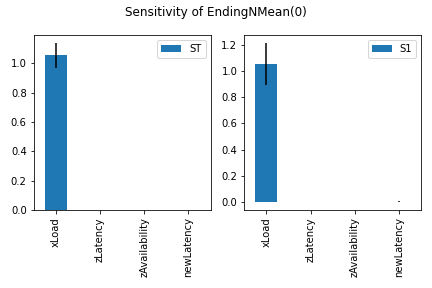 Sensitivity of EndingNMean(0)
ST
1.0
0.8
0.6
0.4
0.2
0.0
xLoad
zLatency
zAvailability
newLatency
S1
1.2
1.0
0.8
0.6
0.4
0.2
0.0
xLoad
zLatency
zAvailability
newLatency